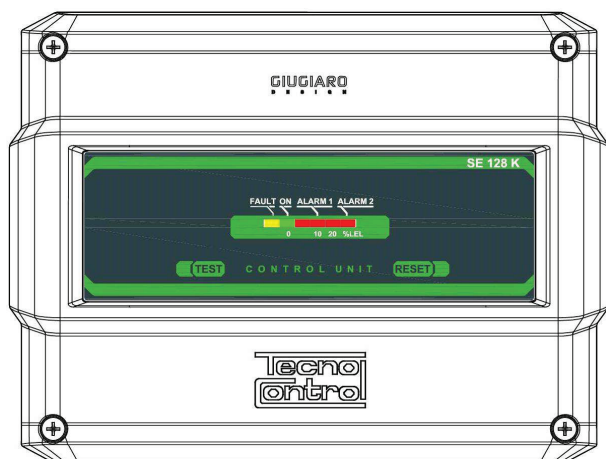 GIUGIARO
DESIGN
SE 128 K
FAULT ON ALARM 1 ALARM 2
0 10 20 %LEL
TEST CONTROL UNIT RESET
Tecno
Control